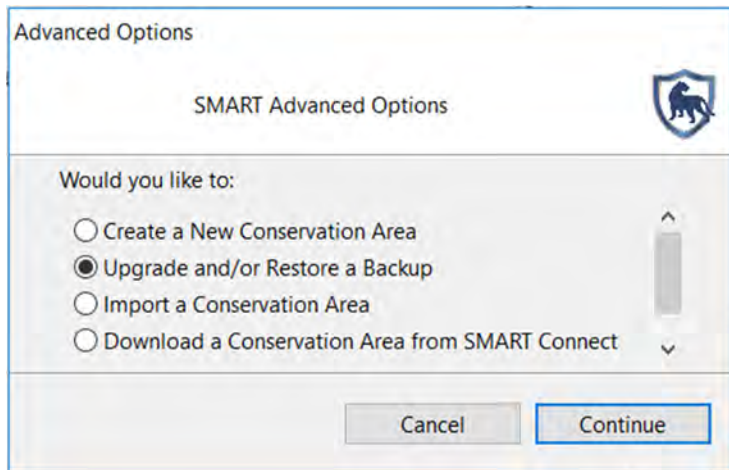 Advanced Options
SMART Advanced Options
Would you like to:
Create a New Conservation Area
Upgrade and/or Restore a Backup
Import a Conservation Area
Download a Conservation Area from SMART Connect
Cancel
Continue